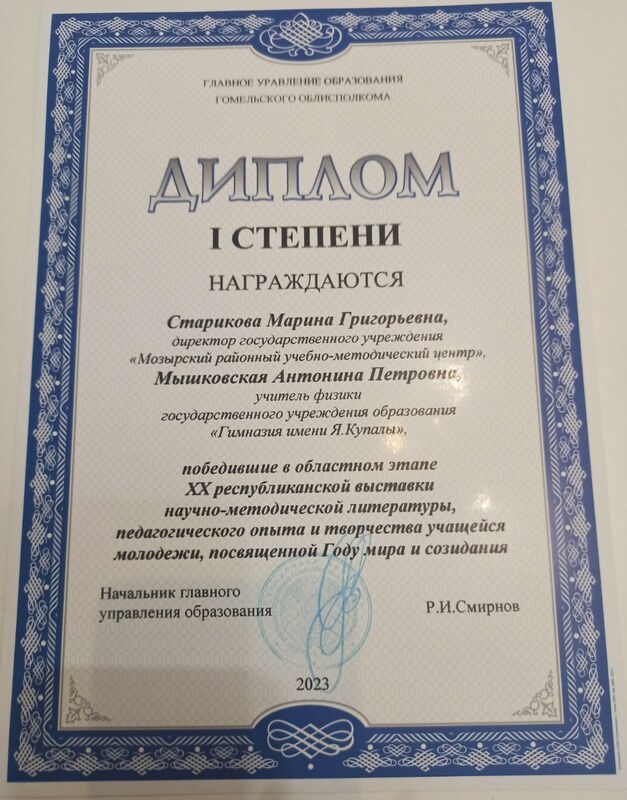 ГЛАВНОЕ УРАВЛЕНИЕ ОБРАЗОВАНИЯ
ГОМЕЛЬСКОГО ОБЛИСПОЛКОМА
ДИПЛОМ
I СТЕПЕНИ
НАГРАЖДАЮТСЯ
Старикова Марина Григорьевна,
директор государственного учреждения
«Мозырский районный учебно-методический центр»,
Мышковская Антонина Петровна,
учитель физики
государственного учреждения образования
«Гимназия имени Я.Купалы»,
победившие в областном этапе
XX республиканской выставки
научно-методической литературы,
педагогического опыта и творчества учащейся
молодежи, посвященной Году мира и созидания
Начальник главного
управления образования
Р.И.Смирнов
2023